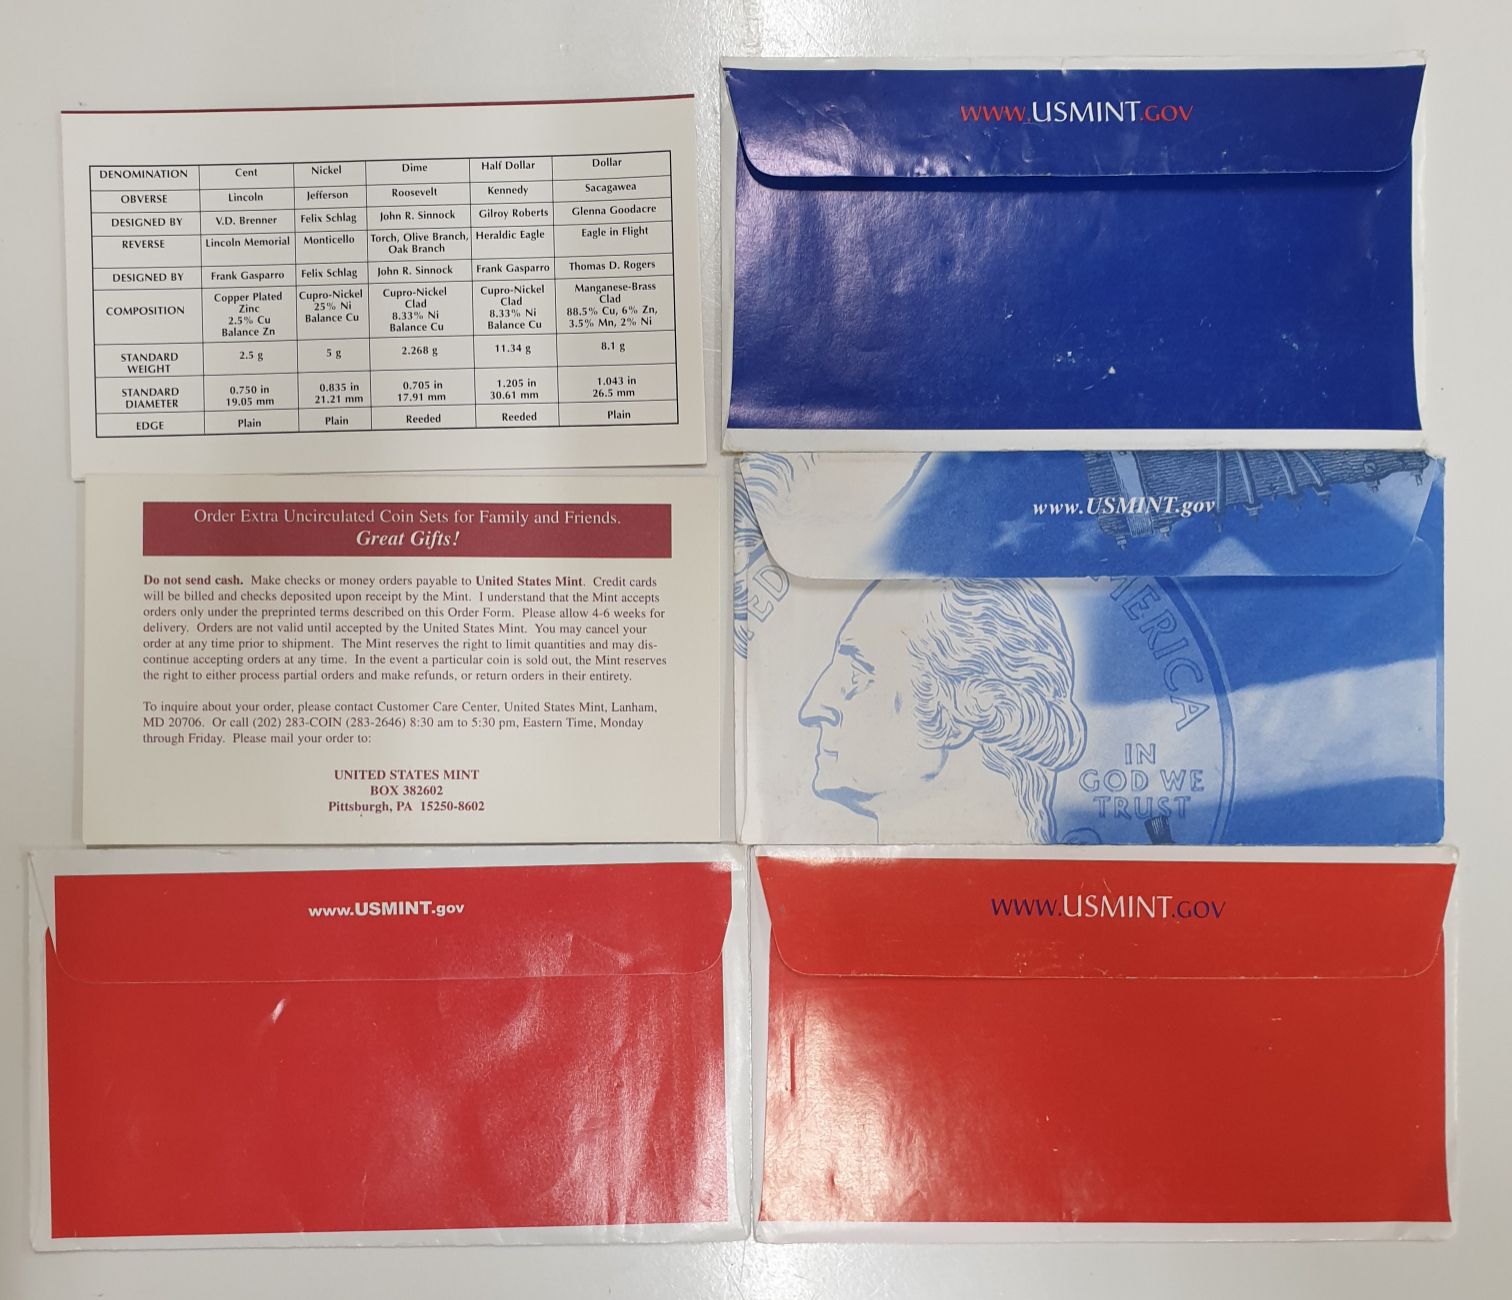 DENOMINATION Cent Nickel Dime Half Dollar Dollar
OBVERSE Lincoln Jefferson Roosevelt Kennedy Sacagawea
DESIGNED BY V.D. Brenner Felix Schlag John R. Sinnock Gilroy Roberts Glenna Goodacre
REVERSE Lincoln Memorial Monticello Torch, Olive Branch, Heraldic Eagle Eagle in Flight
Oak Branch
DESIGNED BY Frank Gasparro Felix Schlag John R. Sinnock Frank Gasparro Thomas D. Rogers
COMPOSITION Copper Plated Cupro-Nickel Cupro-Nickel Cupro-Nickel Manganese-Brass
Zinc 25% Ni Clad Clad Clad
2.5% Cu Balance Cu 8.33% Ni 8.33% Ni 88.5% Cu, 6% Zn,
Balance Zn Balance Cu Balance Cu 3.5% Mn, 2% Ni
STANDARD 2.5 g 5 g 2.268 g 11.34 g 8.1 g
WEIGHT
STANDARD 0.750 in 0.835 in 0.705 in 1.205 in 1.043 in
DIAMETER 19.05 mm 21.21 mm 17.91 mm 30.61 mm 26.5 mm
EDGE Plain Plain Reeded Reeded Plain
WWW.USMINT.GOV
Order Extra Uncirculated Coin Sets for Family and Friends.
Great Gifts!
Do not send cash. Make checks or money orders payable to United States Mint. Credit cards
will be billed and checks deposited upon receipt by the Mint. I understand that the Mint accepts
orders only under the preprinted terms described on this Order Form. Please allow 4-6 weeks for
delivery. Orders are not valid until accepted by the United States Mint. You may cancel your
order at any time prior to shipment. The Mint reserves the right to limit quantities and may dis-
continue accepting orders at any time. In the event a particular coin is sold out, the Mint reserves
the right to either process partial orders and make refunds, or return orders in their entirety.
To inquire about your order, please contact Customer Care Center, United States Mint, Lanham,
MD 20706. Or call (202) 283-COIN (283-2646) 8:30 am to 5:30 pm, Eastern Time, Monday
through Friday. Please mail your order to:
UNITED STATES MINT
BOX 382602
Pittsburgh, PA 15250-8602
www.USMINT.gov
TED
MERICA
IN
GOD WE
TRUST
www.USMINT.gov
WWW.USMINT.GOV